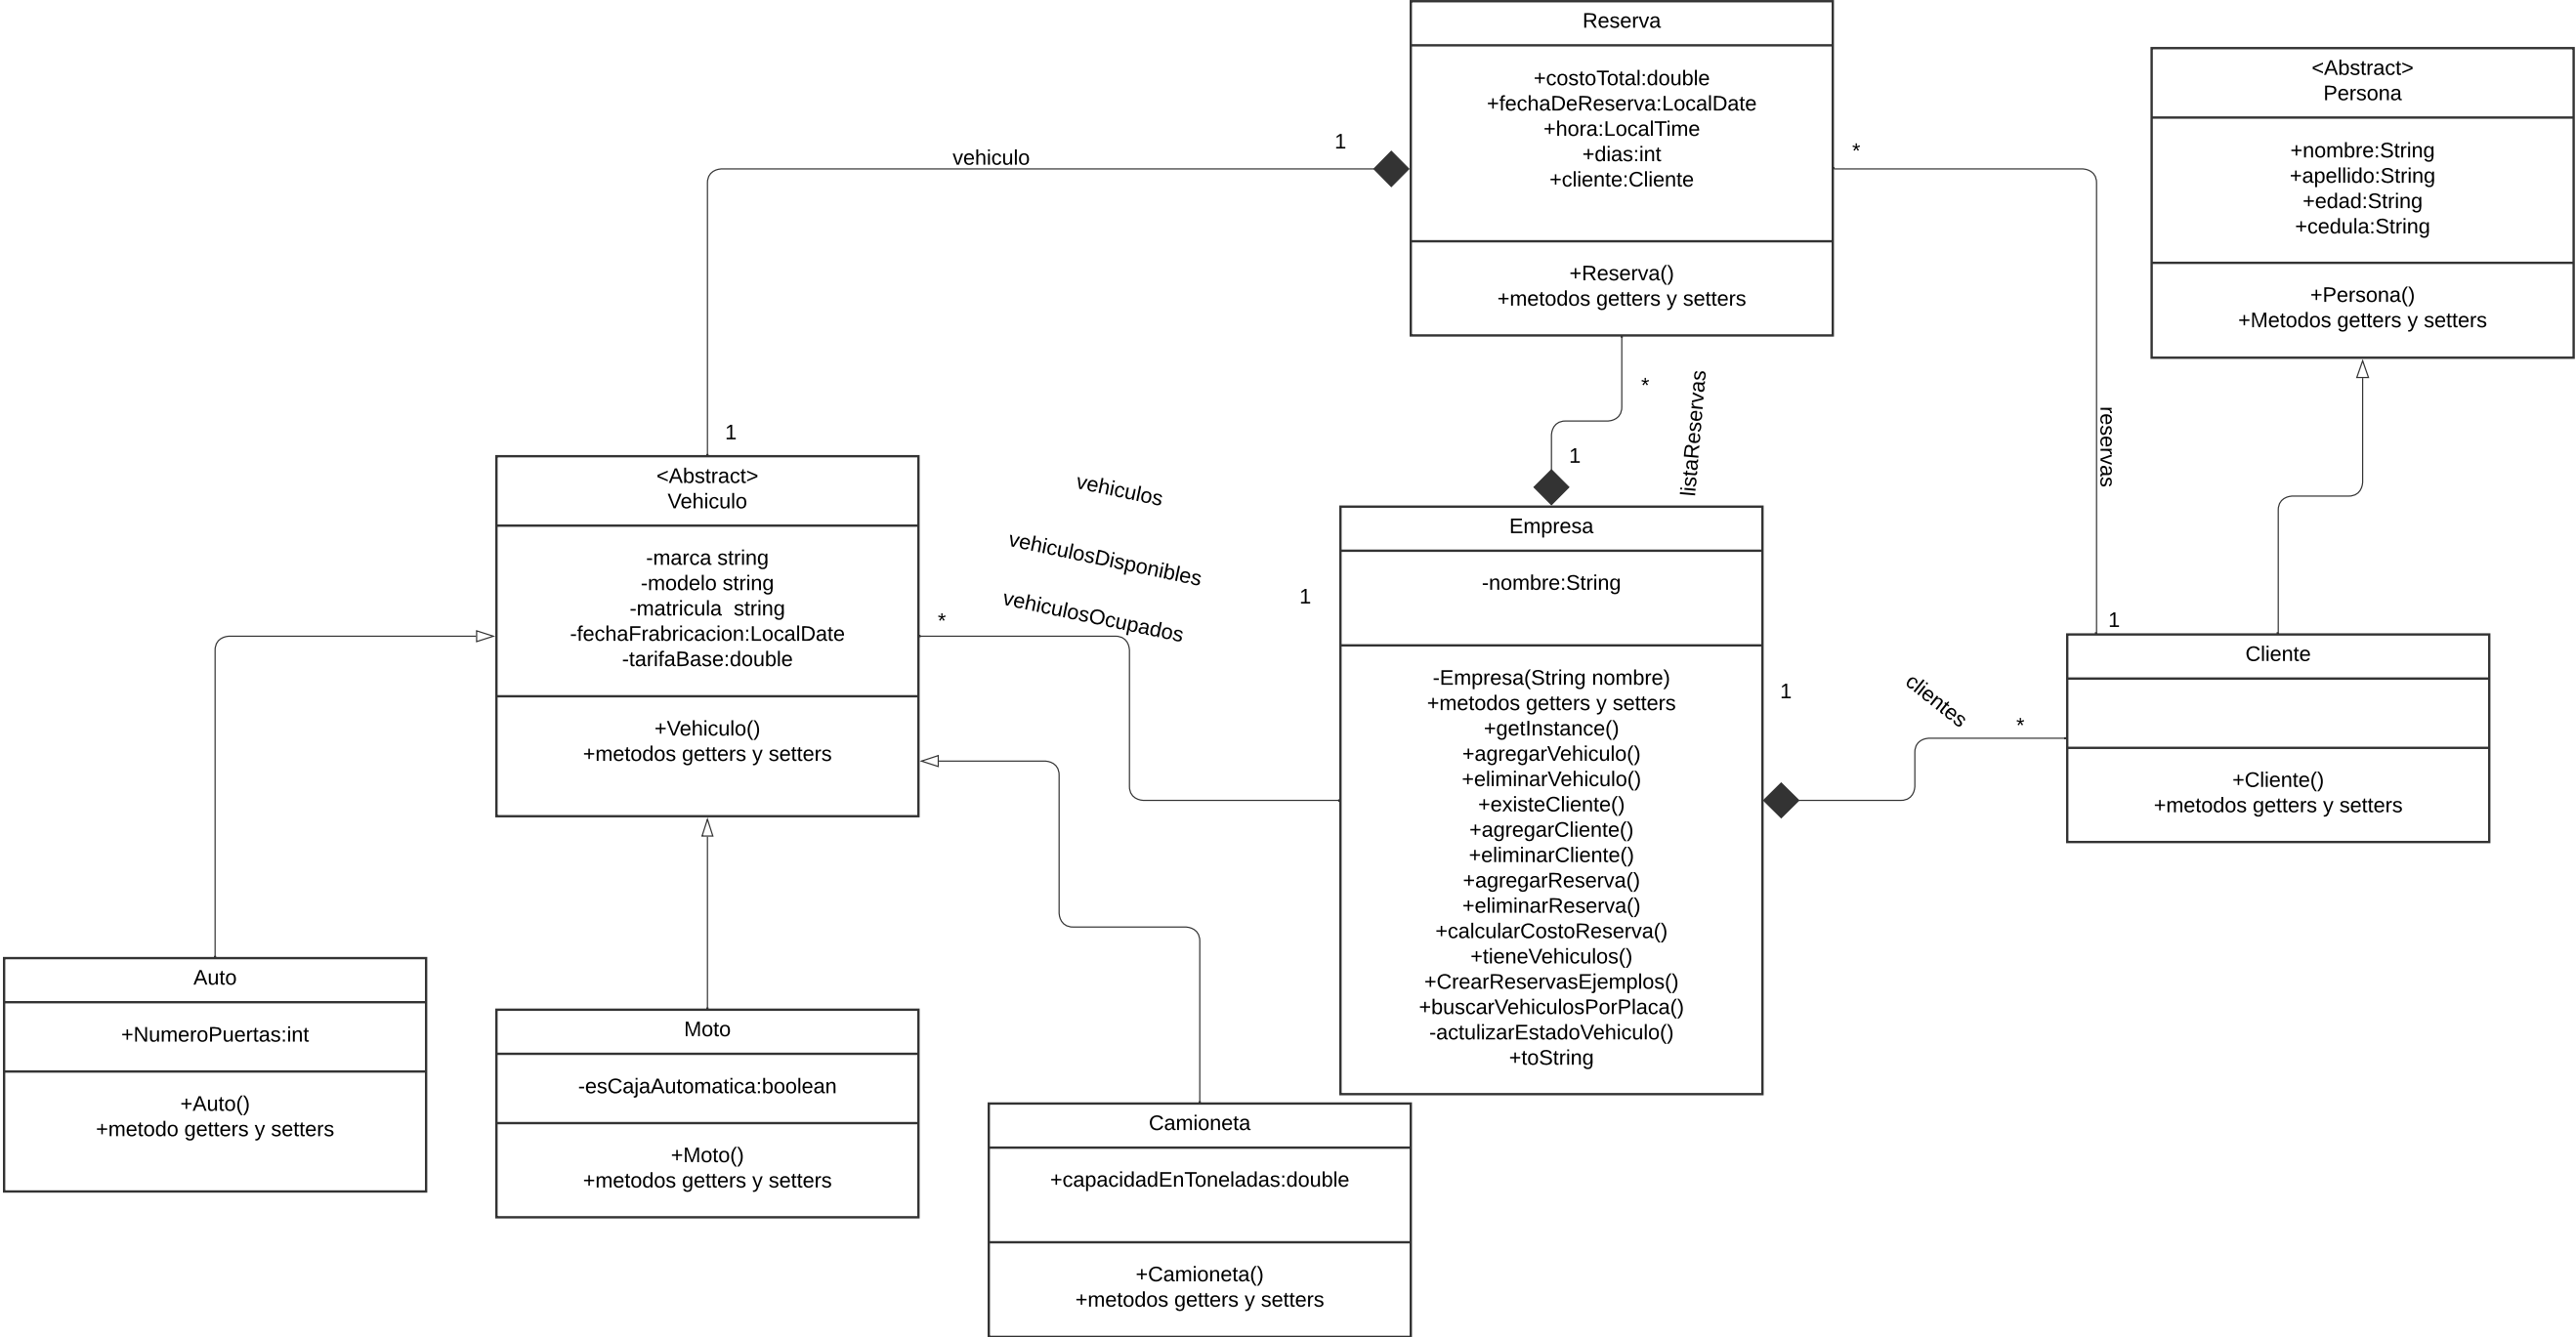 Reserva
+costoTotal:double
+fechaDeReserva:LocalDate
+hora:LocalTime
+dias:int
+cliente:Cliente
+Reserva()
+metodos getters y setters
<Abstract>
Persona
+nombre:String
+apellido:String
+edad:String
+cedula:String
+Persona()
+Metodos getters y setters
vehiculo
1
1
*
reservas
1
*
1
listaReservas
<Abstract>
Vehiculo
-marca string
-modelo string
-matricula  string
-fechaFrabricacion:LocalDate
-tarifaBase:double
+Vehiculo()
+metodos getters y setters
vehiculos
vehiculosDisponibles
vehiculosOcupados
*
1
Empresa
-nombre:String
-Empresa(String nombre)
+metodos getters y setters
+getInstance()
+agregarVehiculo()
+eliminarVehiculo()
+existeCliente()
+agregarCliente()
+eliminarCliente()
+agregarReserva()
+eliminarReserva()
+calcularCostoReserva()
+tieneVehiculos()
+CrearReservasEjemplos()
+buscarVehiculosPorPlaca()
-actulizarEstadoVehiculo()
+toString
1
clientes
*
Cliente
+Cliente()
+metodos getters y setters
Auto
+NumeroPuertas:int
+Auto()
+metodo getters y setters
Moto
-esCajaAutomatica:boolean
+Moto()
+metodos getters y setters
Camioneta
+capacidadEnToneladas:double
+Camioneta()
+metodos getters y setters